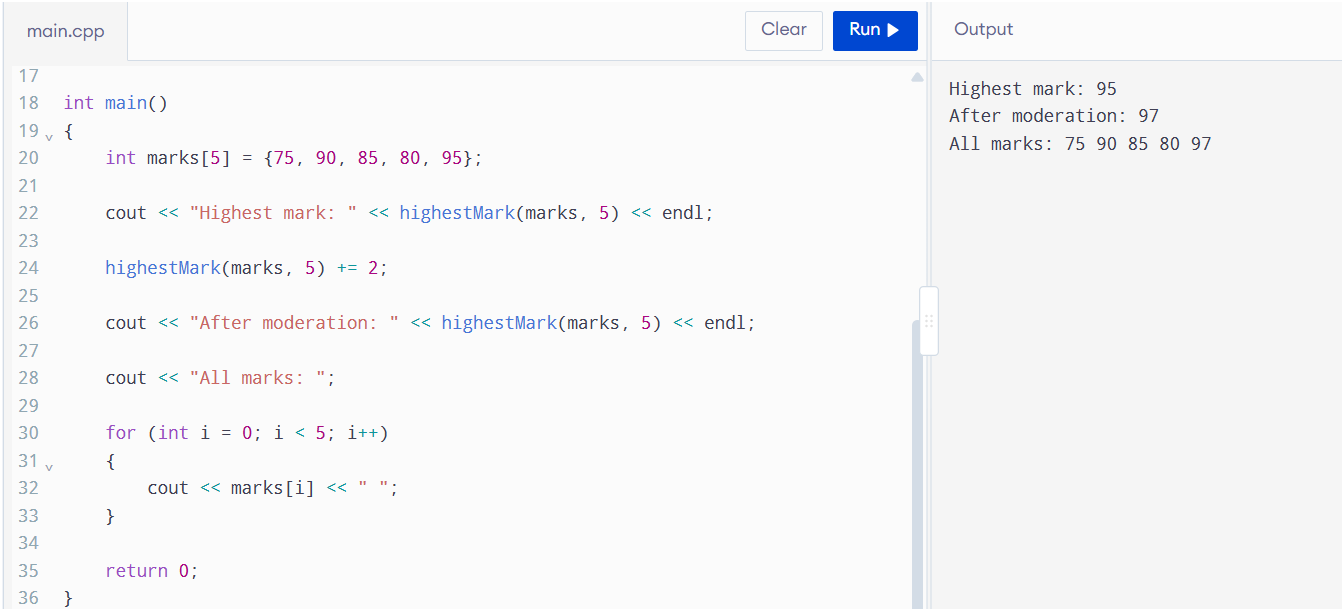 main.cpp
Clear
Run
Output
17
18 int main()
19 {
20     int marks[5] = {75, 90, 85, 80, 95};
21
22     cout << "Highest mark: " << highestMark(marks, 5) << endl;
23
24     highestMark(marks, 5) += 2;
25
26     cout << "After moderation: " << highestMark(marks, 5) << endl;
27
28     cout << "All marks: ";
29
30     for (int i = 0; i < 5; i++)
31     {
32         cout << marks[i] << " ";
33     }
34
35     return 0;
36 }
Highest mark: 95
After moderation: 97
All marks: 75 90 85 80 97